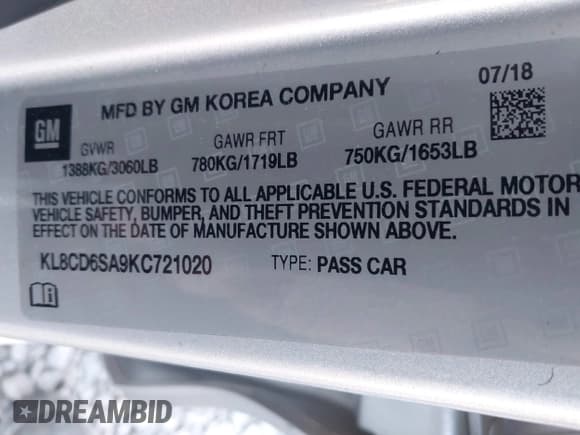 MFD BY GM KOREA COMPANY 07/18
GM
GVWR GAWR FRT GAWR RR
1388KG/3060LB 780KG/1719LB 750KG/1653LB
THIS VEHICLE CONFORMS TO ALL APPLICABLE U.S. FEDERAL MOTOR
VEHICLE SAFETY, BUMPER, AND THEFT PREVENTION STANDARDS IN
EFFECT ON THE DATE OF MANUFACTURE SHOWN ABOVE.
KL8CD6SA9KC721020 TYPE: PASS CAR
DREAMBID